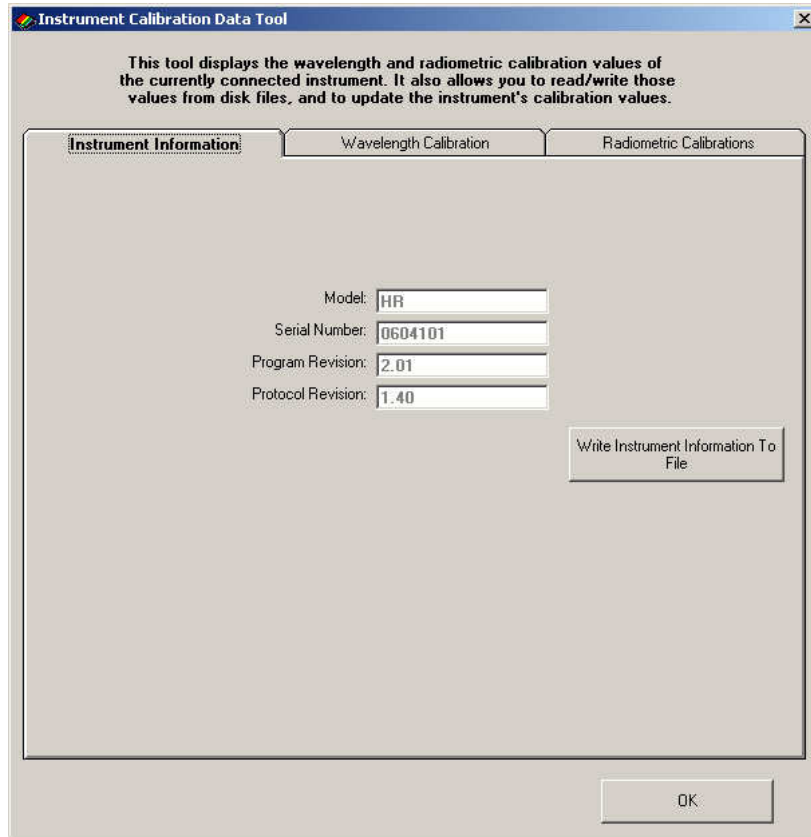 Instrument Calibration Data Tool
This tool displays the wavelength and radiometric calibration values of
the currently connected instrument. It also allows you to read/write those
values from disk files, and to update the instrument's calibration values.
Instrument Information Wavelength Calibration Radiometric Calibrations
Model: HR
Serial Number: 0604101
Program Revision: 2.01
Protocol Revision: 1.40
Write Instrument Information To
File
OK